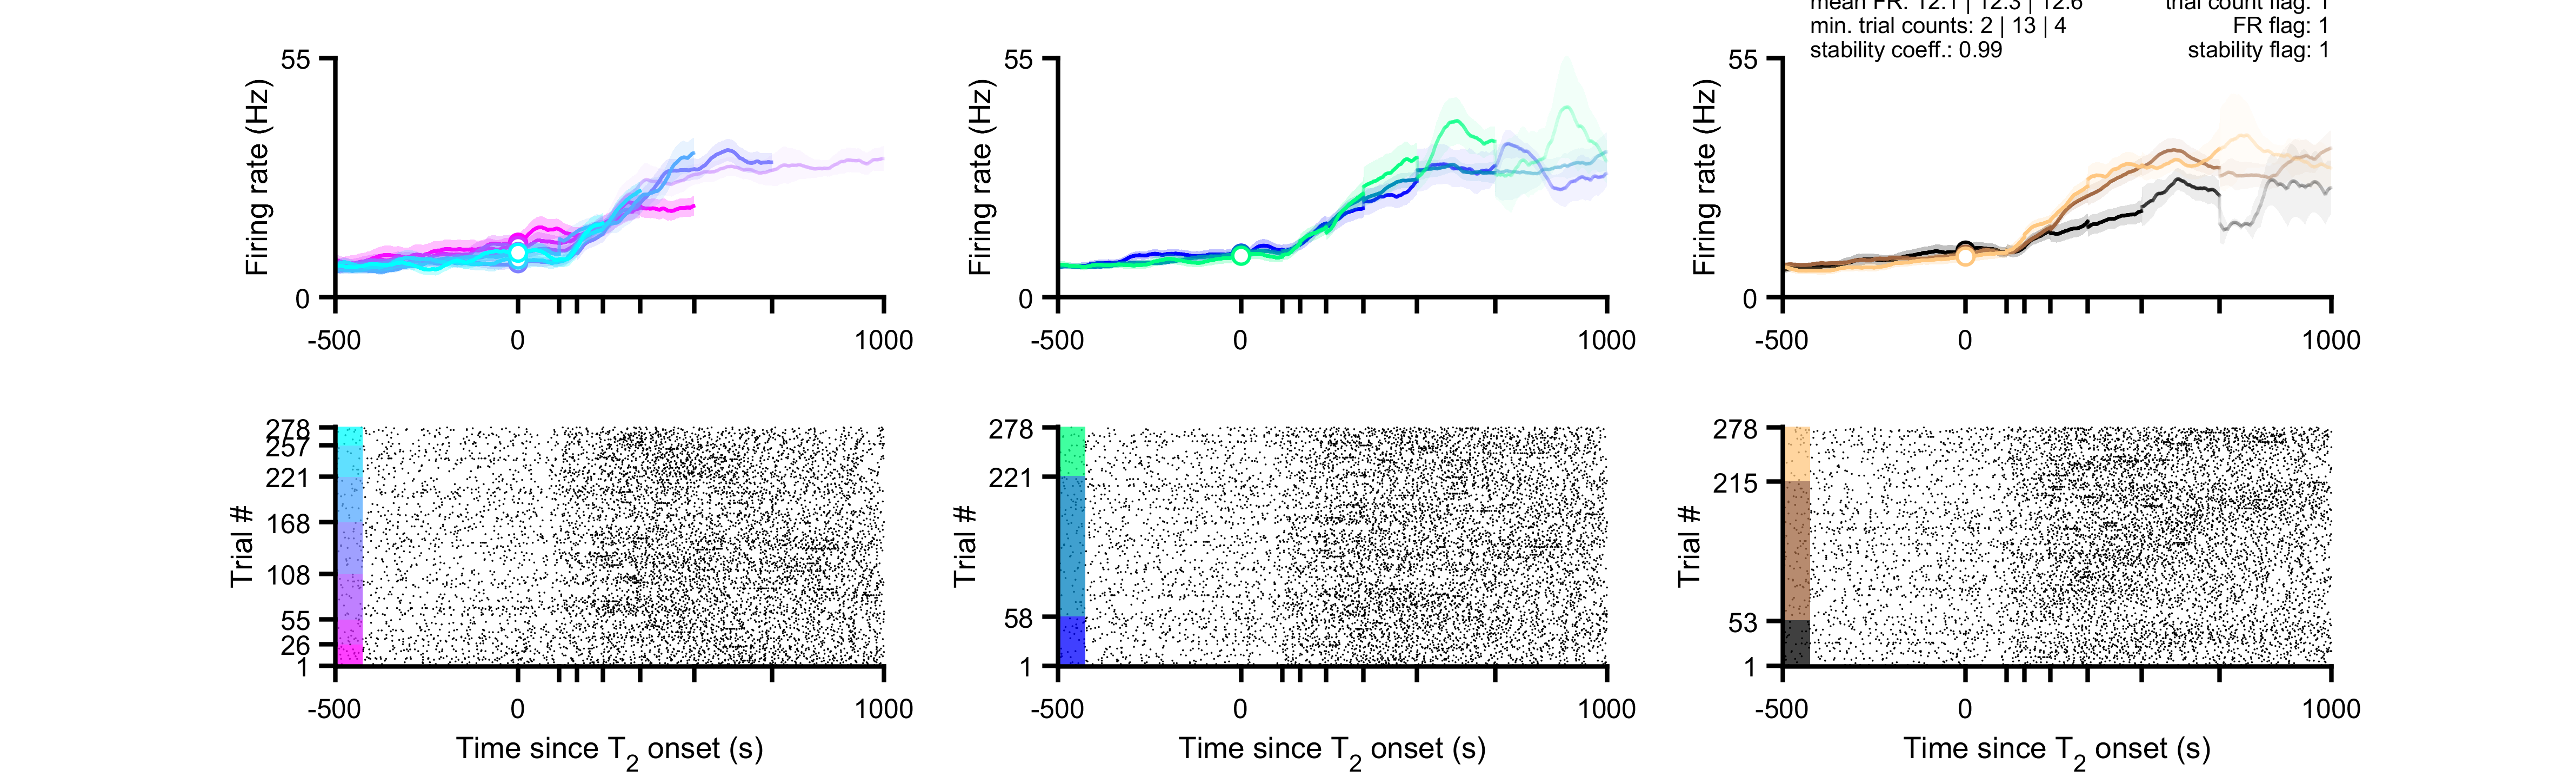 mean FR: 12.1 | 12.3 | 12.6 trial count flag: 1
min. trial counts: 2 | 13 | 4 FR flag: 1
stability coeff.: 0.99 stability flag: 1
55 55 55
Firing rate (Hz) Firing rate (Hz) Firing rate (Hz)
0 0 0
-500 0 1000 -500 0 1000 -500 0 1000
278 278 278
257
221 221 215
168
108
55 58 53
26
1 1 1
Trial # Trial # Trial #
-500 0 1000 -500 0 1000 -500 0 1000
Time since T2 onset (s) Time since T2 onset (s) Time since T2 onset (s)